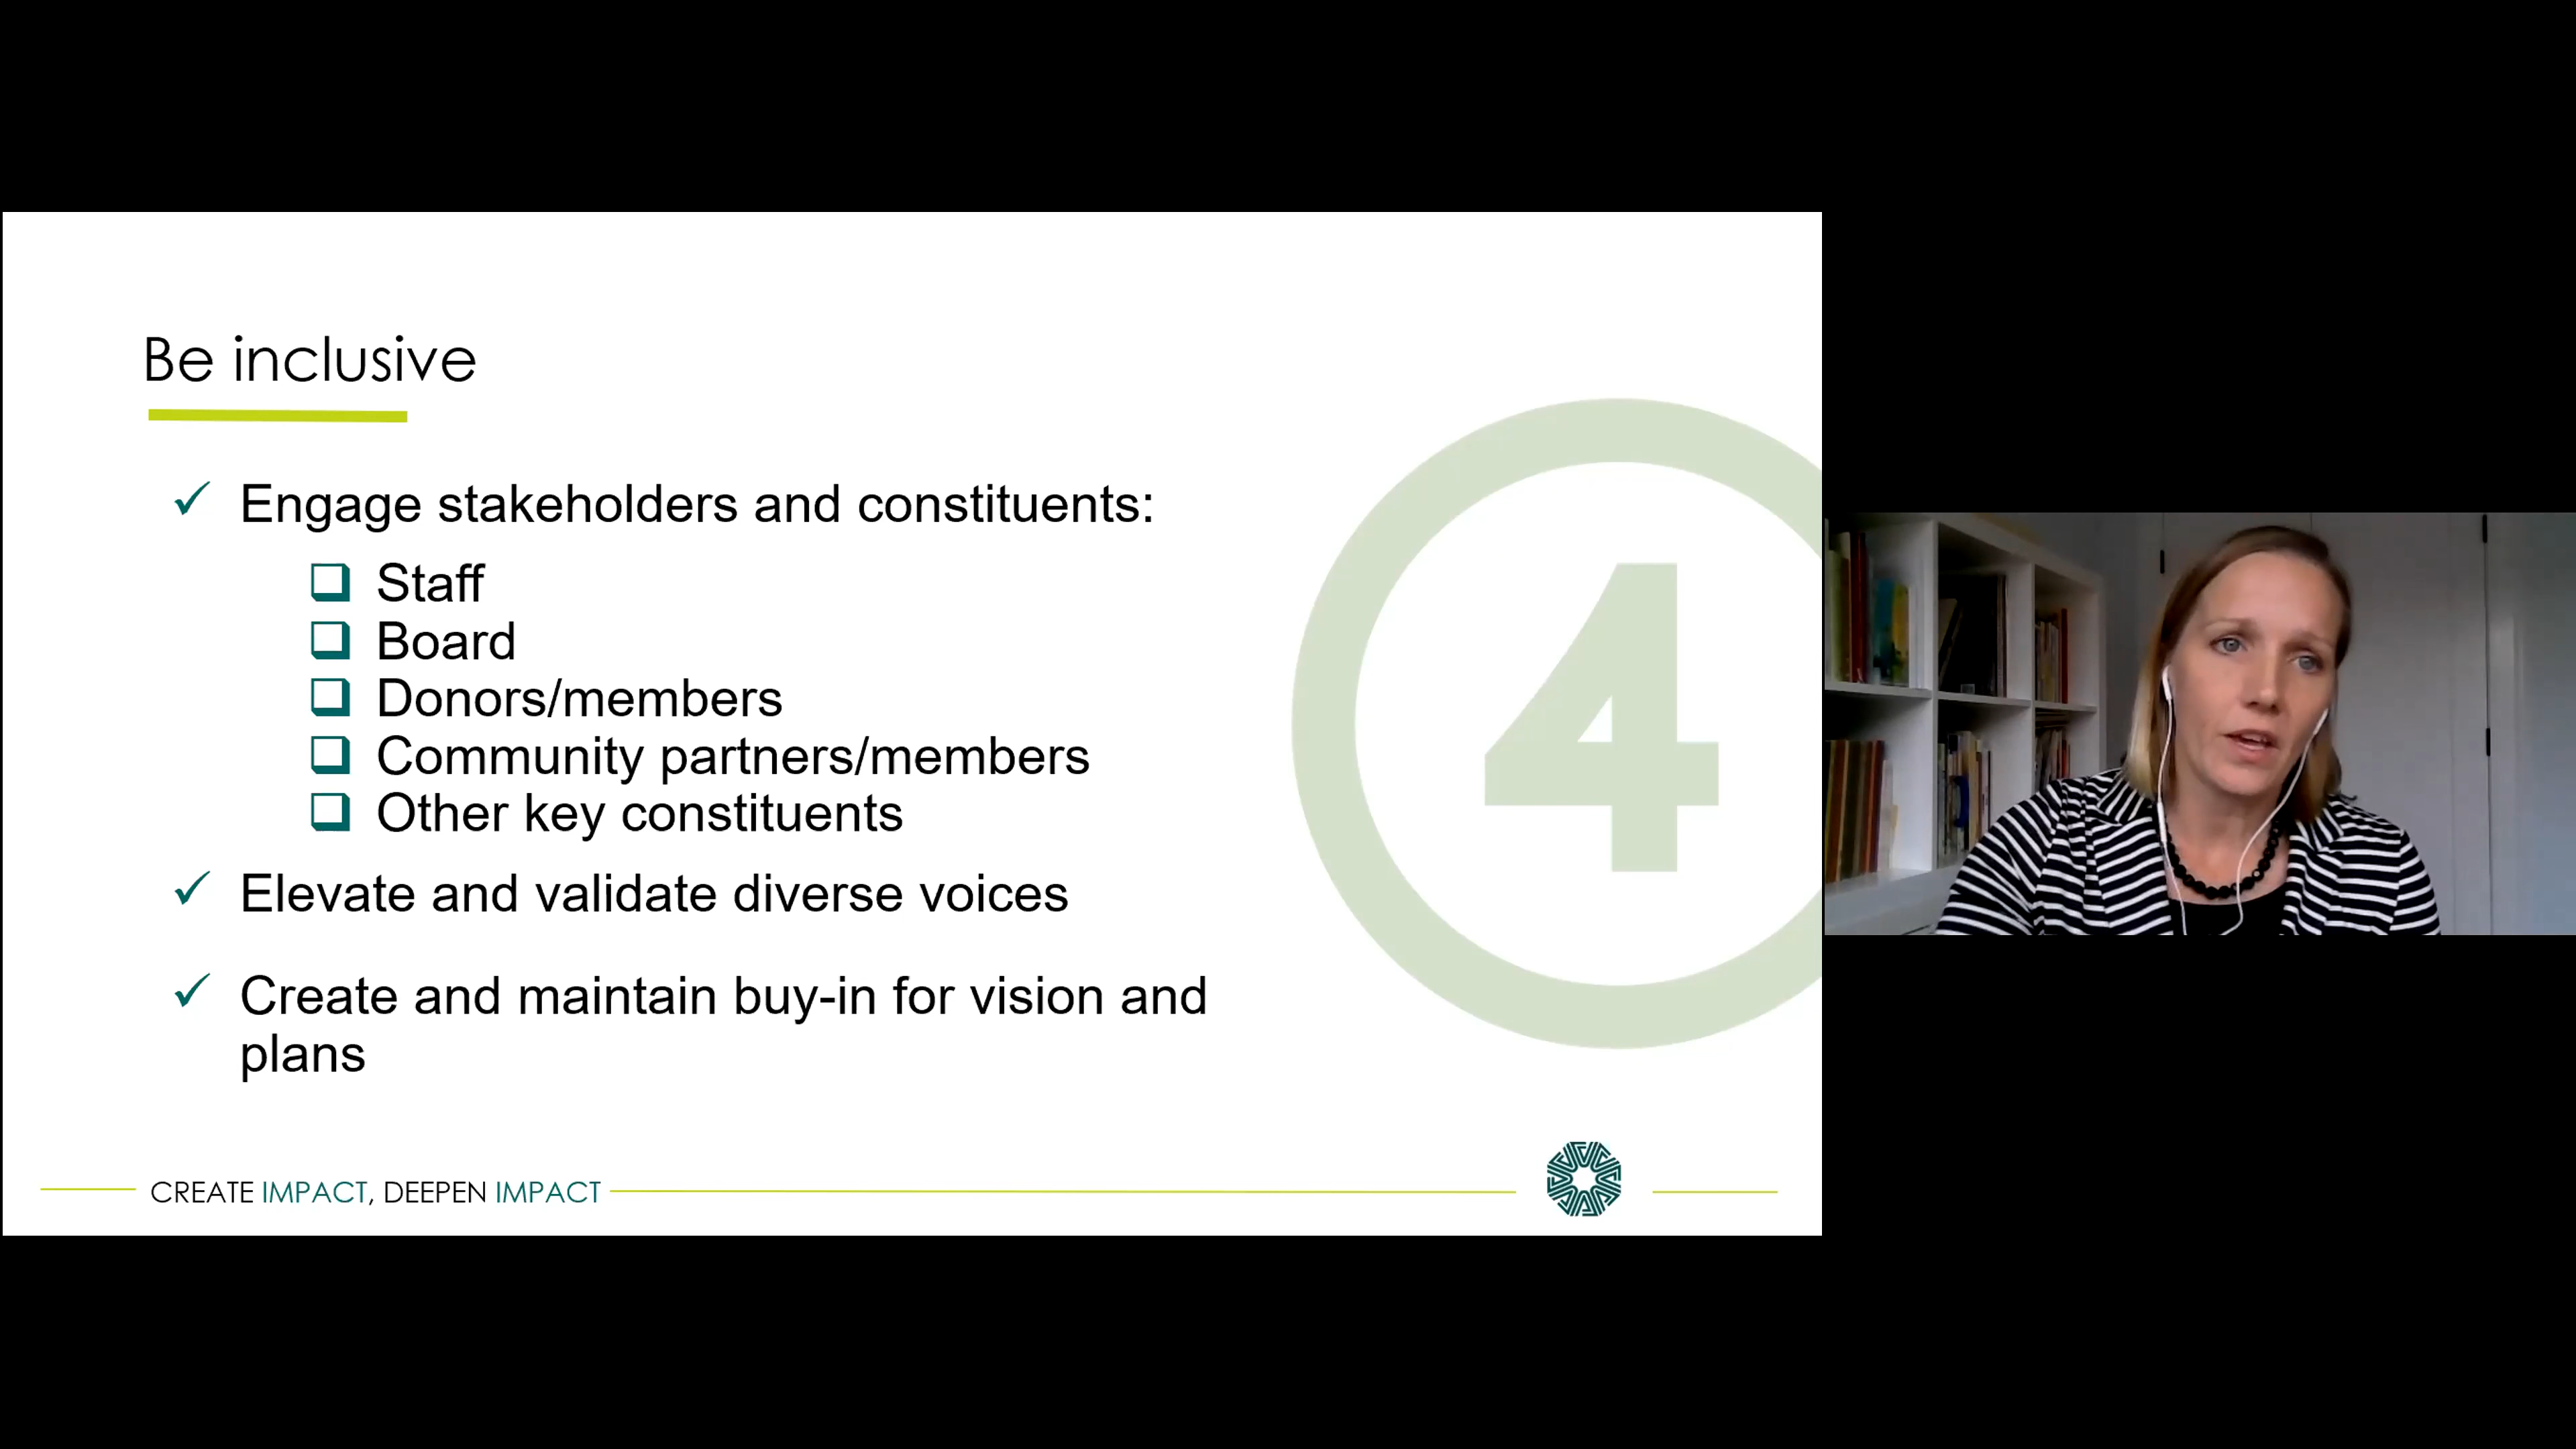 Be inclusive
Engage stakeholders and constituents:
Staff
Board
Donors/members
Community partners/members
Other key constituents
Elevate and validate diverse voices
Create and maintain buy-in for vision and
plans
4
CREATE IMPACT, DEEPEN IMPACT